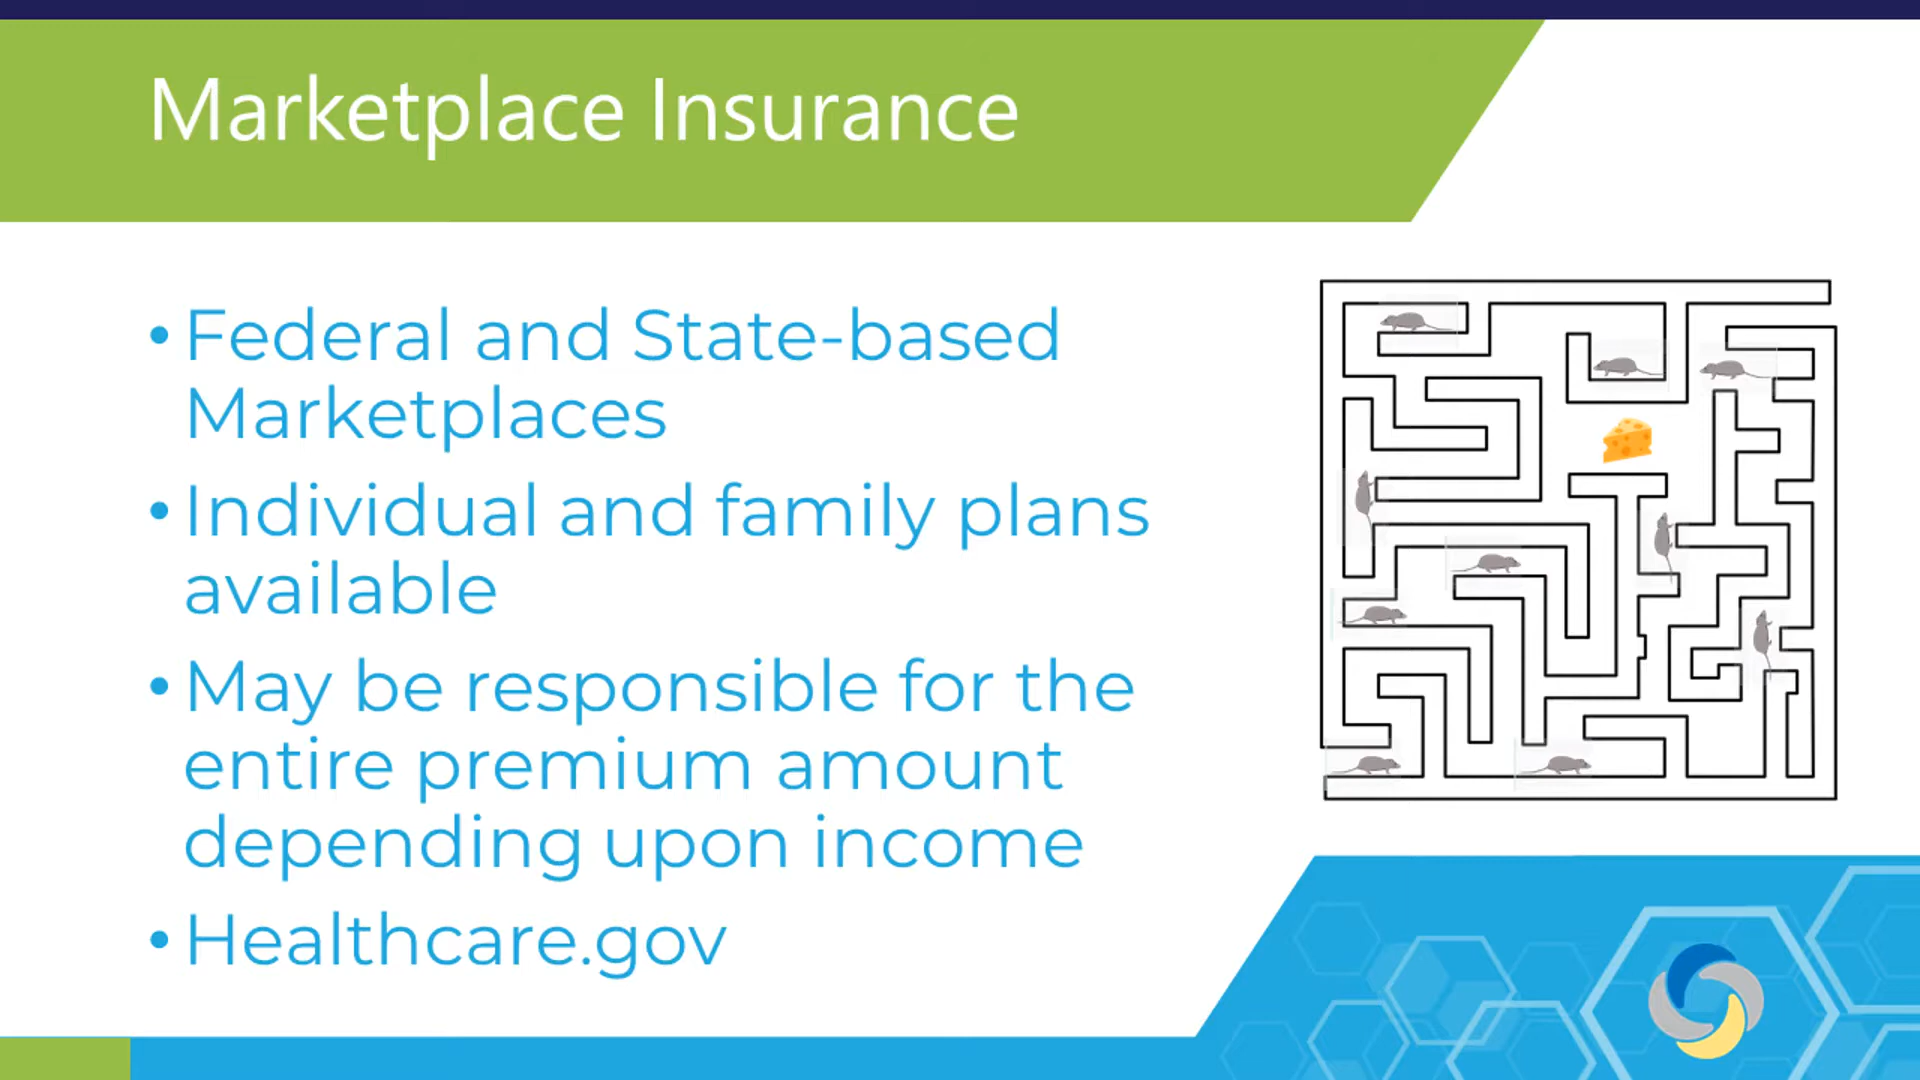 Marketplace Insurance
• Federal and State-based
Marketplaces
• Individual and family plans
available
• May be responsible for the
entire premium amount
depending upon income
• Healthcare.gov